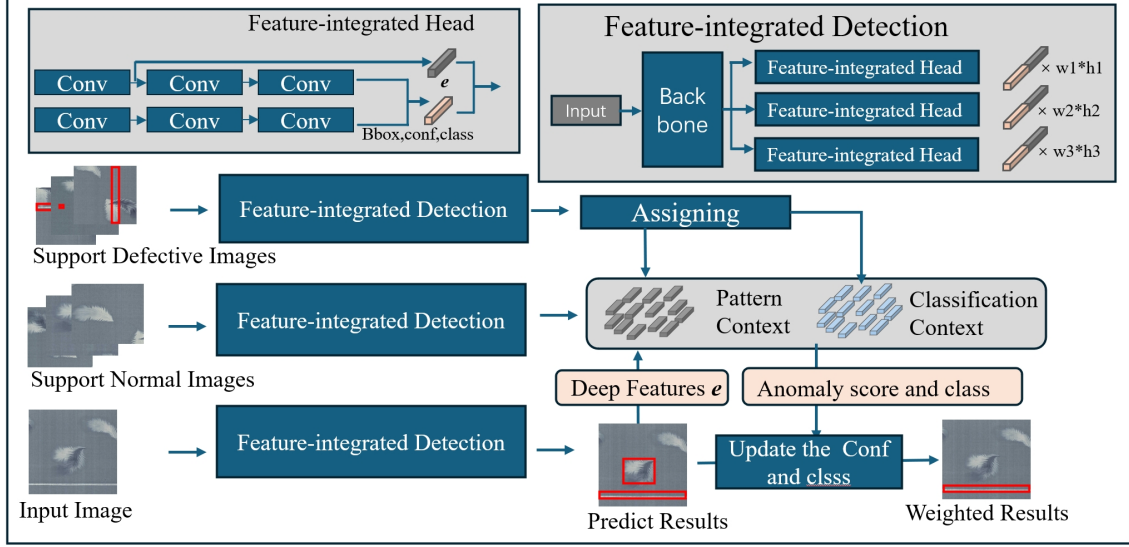 Feature-integrated Head
Conv
Conv
Conv
e
Conv
Conv
Conv
Bbox,conf,class
Feature-integrated Detection
Input
Back
bone
Feature-integrated Head
× w1*h1
Feature-integrated Head
× w2*h2
Feature-integrated Head
× w3*h3
Support Defective Images
Feature-integrated Detection
Assigning
Support Normal Images
Feature-integrated Detection
Pattern
Context
Classification
Context
Deep Features e
Anomaly score and class
Input Image
Feature-integrated Detection
Predict Results
Update the Conf
and clsss
Weighted Results